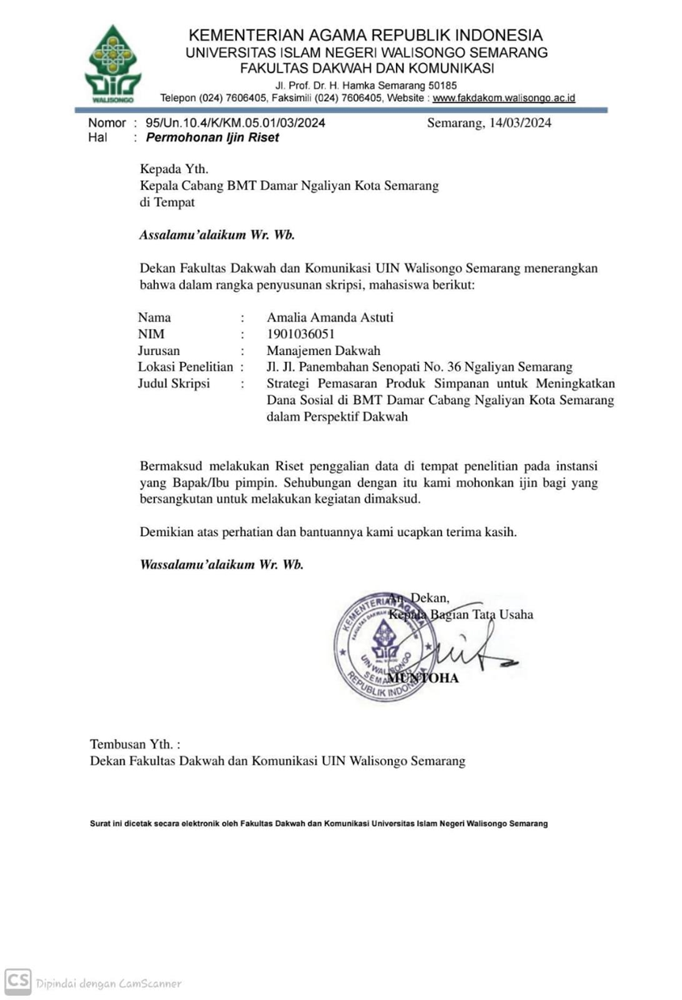 KEMENTERIAN AGAMA REPUBLIK INDONESIA
UNIVERSITAS ISLAM NEGERI WALISONGO SEMARANG
FAKULTAS DAKWAH DAN KOMUNIKASI
Jl. Prof. Dr. H. Hamka Semarang 50185
Telepon (024) 7606405, Faksimili (024) 7606405, Website : www.fakdakom.walisongo.ac.id
WALISONGO
Nomor : 95/Un.10.4/K/KM.05.01/03/2024 Semarang, 14/03/2024
Hal : Permohonan Ijin Riset
Kepada Yth.
Kepala Cabang BMT Damar Ngaliyan Kota Semarang
di Tempat
Assalamu’alaikum Wr. Wb.
Dekan Fakultas Dakwah dan Komunikasi UIN Walisongo Semarang menerangkan
bahwa dalam rangka penyusunan skripsi, mahasiswa berikut:
Nama : Amalia Amanda Astuti
NIM : 1901036051
Jurusan : Manajemen Dakwah
Lokasi Penelitian : Jl. Jl. Panembahan Senopati No. 36 Ngaliyan Semarang
Judul Skripsi : Strategi Pemasaran Produk Simpanan untuk Meningkatkan
Dana Sosial di BMT Damar Cabang Ngaliyan Kota Semarang
dalam Perspektif Dakwah
Bermaksud melakukan Riset penggalian data di tempat penelitian pada instansi
yang Bapak/Ibu pimpin. Sehubungan dengan itu kami mohonkan ijin bagi yang
bersangkutan untuk melakukan kegiatan dimaksud.
Demikian atas perhatian dan bantuannya kami ucapkan terima kasih.
Wassalamu’alaikum Wr. Wb.
An. Dekan,
Kepala Bagian Tata Usaha
KEMENTERIAN AGAMA
FAKULTAS DAKWAH DAN KOMUNIKASI
UIN WALISONGO
SEMARANG
REPUBLIK INDONESIA
MUNTOHA
Tembusan Yth. :
Dekan Fakultas Dakwah dan Komunikasi UIN Walisongo Semarang
Surat ini dicetak secara elektronik oleh Fakultas Dakwah dan Komunikasi Universitas Islam Negeri Walisongo Semarang
CS Dipindai dengan CamScanner